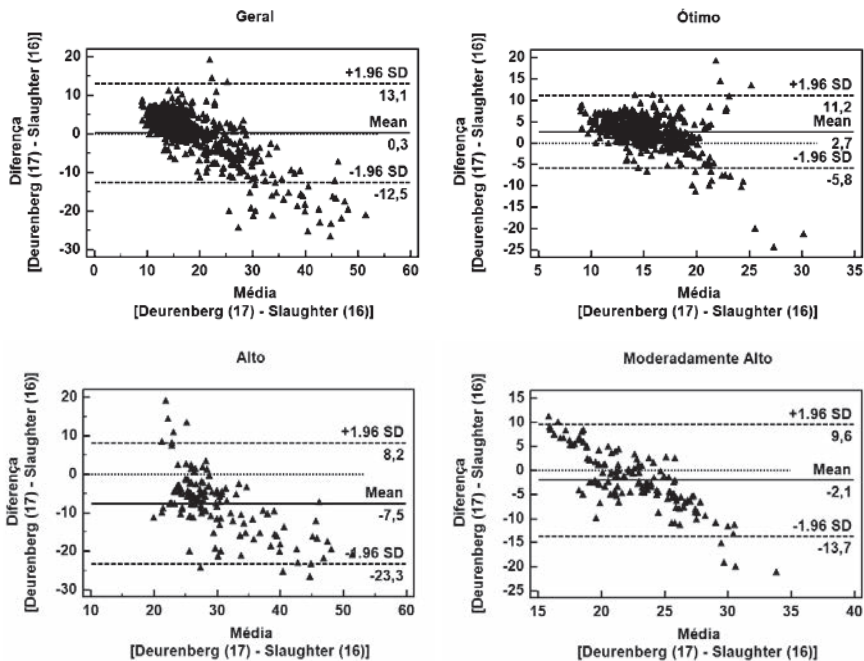 Geral
Diferença
[Deurenberg (17) - Slaughter (16)]
20
10
0
-10
-20
-30
+1.96 SD
13,1
Mean
0,3
-1.96 SD
-12,5
0 10 20 30 40 50 60
Média
[Deurenberg (17) - Slaughter (16)]
Ótimo
Diferença
[Deurenberg (17) - Slaughter (16)]
20
15
10
5
0
-5
-10
-15
-20
-25
+1.96 SD
11,2
Mean
2,7
-1.96 SD
-5,8
5 10 15 20 25 30 35
Média
[Deurenberg (17) - Slaughter (16)]
Alto
Diferença
[Deurenberg (17) - Slaughter (16)]
20
10
0
-10
-20
-30
+1.96 SD
8,2
Mean
-7,5
-1.96 SD
-23,3
10 20 30 40 50 60
Média
[Deurenberg (17) - Slaughter (16)]
Moderadamente Alto
Diferença
[Deurenberg (17) - Slaughter (16)]
15
10
5
0
-5
-10
-15
-20
-25
+1.96 SD
9,6
Mean
-2,1
-1.96 SD
-13,7
15 20 25 30 35 40
Média
[Deurenberg (17) - Slaughter (16)]